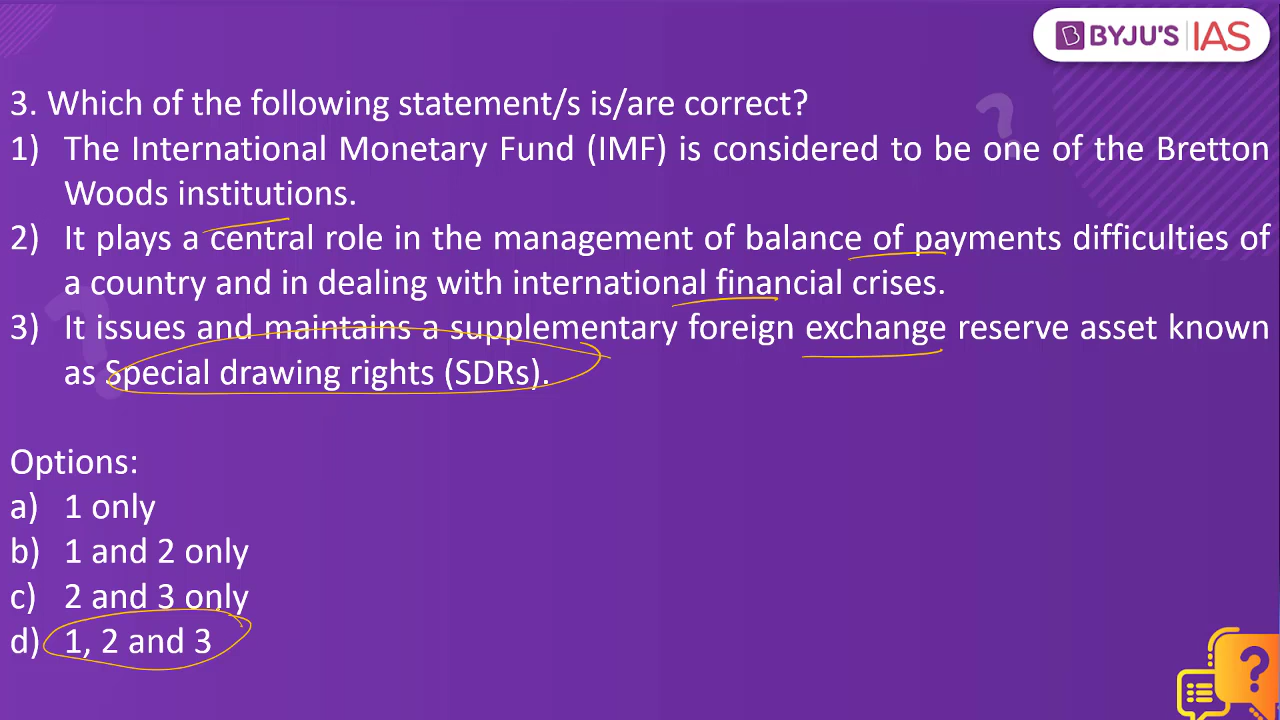 BYJU'S IAS
3. Which of the following statement/s is/are correct?
1) The International Monetary Fund (IMF) is considered to be one of the Bretton
Woods institutions.
2) It plays a central role in the management of balance of payments difficulties of
a country and in dealing with international financial crises.
3) It issues and maintains a supplementary foreign exchange reserve asset known
as Special drawing rights (SDRs).
Options:
a) 1 only
b) 1 and 2 only
c) 2 and 3 only
d) 1, 2 and 3